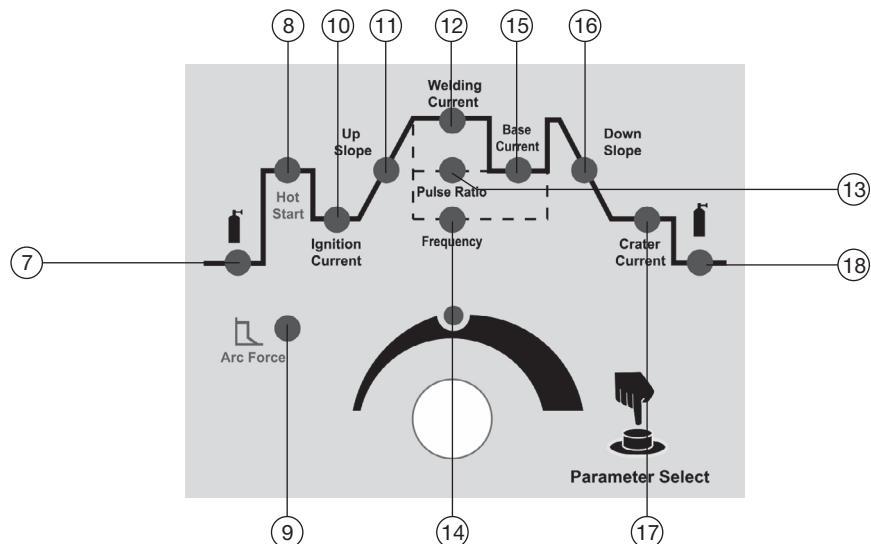 8
10
11
12
15
16
Welding
Current
Up
Slope
Base
Current
Down
Slope
Hot
Start
Pulse Ratio
13
Ignition
Current
Frequency
Crater
Current
7
18
Arc Force
Parameter Select
9
14
17